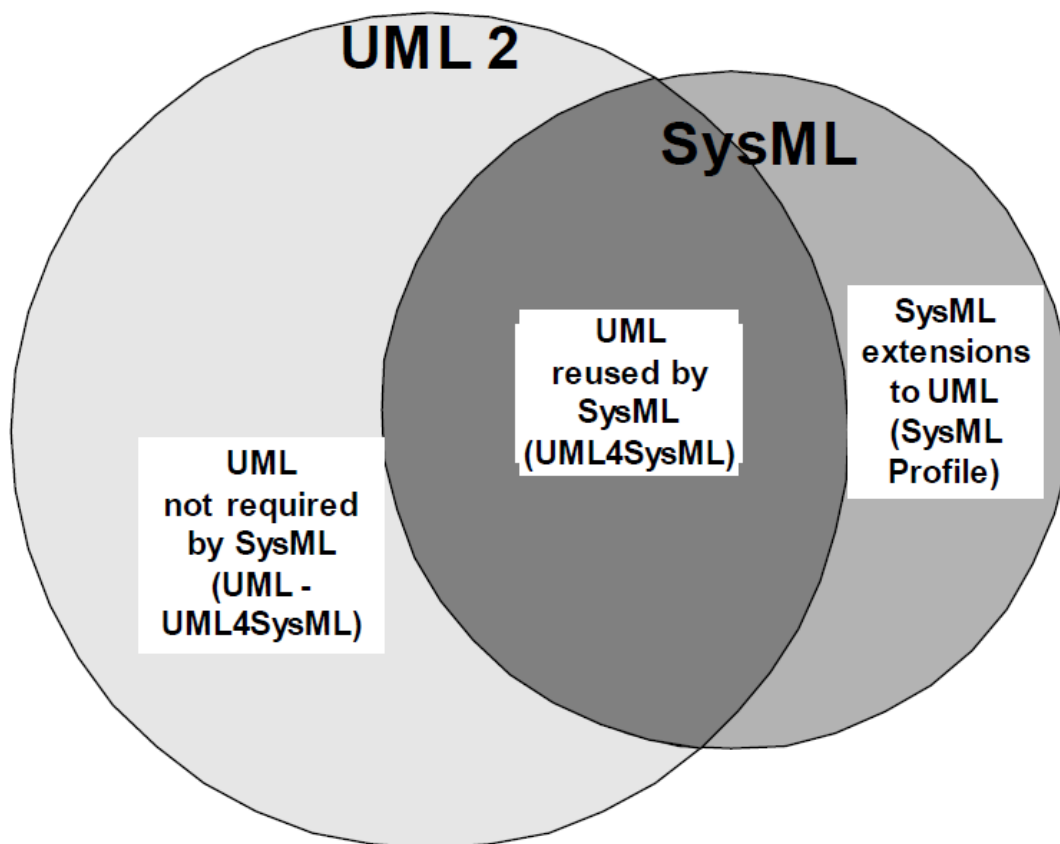 UML 2
SysML
UML
not required
by SysML
(UML -
UML4SysML)
UML
reused by
SysML
(UML4SysML)
SysML
extensions
to UML
(SysML
Profile)